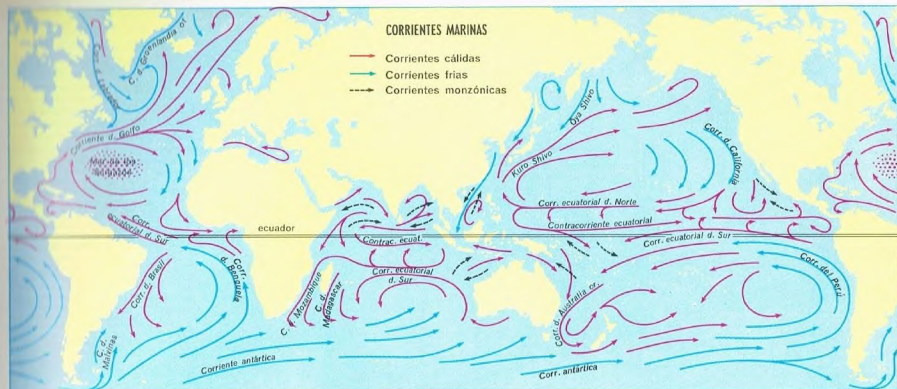 CORRIENTES MARINAS
Corrientes cálidas
Corrientes frias
Corrientes monzónicas
C. d. Labrador
C. d. Groenlandia or.
Corriente d. Golfo
Mar de los
Corr.
ecuatorial d. Sur
Corr. d. Brasil
C. d.
Malvinas
Corr.
d. Benguela
ecuador
Corriente antártica
C. Mozambique
C. d.
Madagascar
Contrac. ecuat.
Corr. ecuatorial
d. Sur
Oya Shivo
Kuro Shivo
Corr. d. California
Corr. ecuatorial d. Norte
Contracorriente ecuatorial
Corr. ecuatorial d. Sur
Corr. d. Australia or.
Corr. del Perú
Corr. antártica